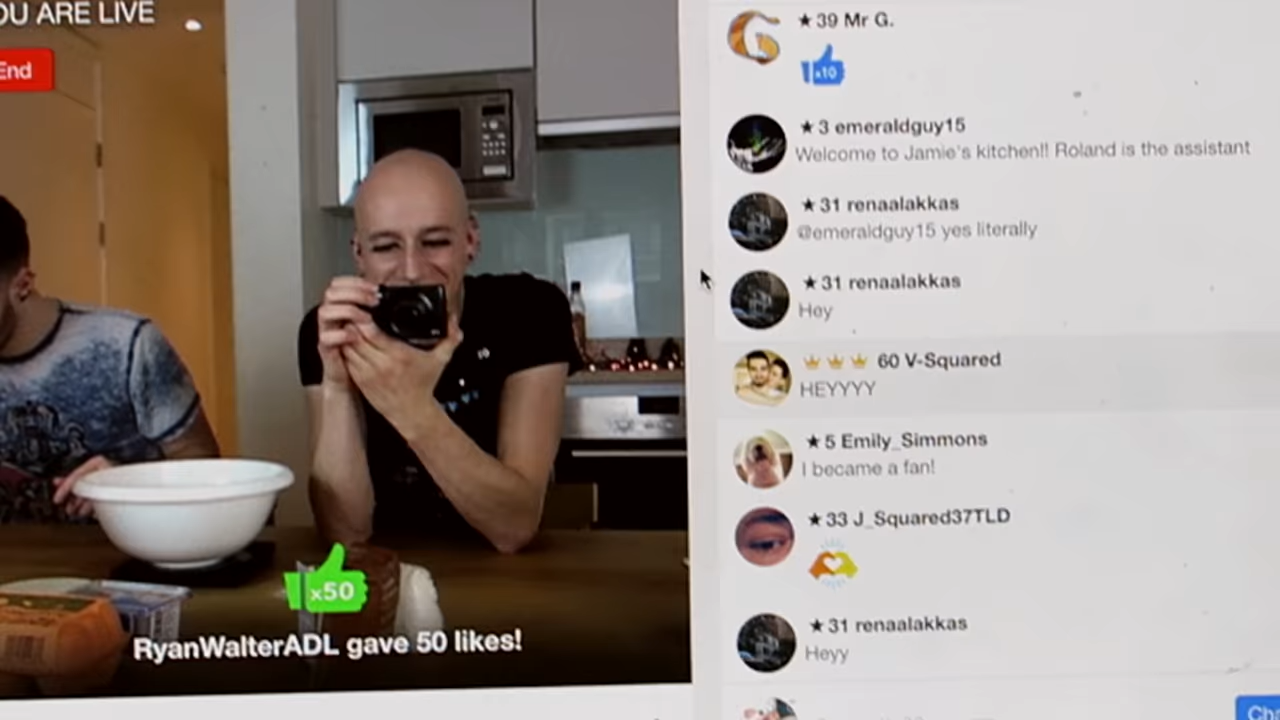 OU ARE LIVE
End
x50
RyanWalterADL gave 50 likes!
★ 39 Mr G.
x10
★ 3 emeraldguy15
Welcome to Jamie's kitchen!! Roland is the assistant
★ 31 renaalakkas
@emeraldguy15 yes literally
★ 31 renaalakkas
Hey
60 V-Squared
HEYYYY
★ 5 Emily_Simmons
I became a fan!
★ 33 J_Squared37TLD
★ 31 renaalakkas
Heyy